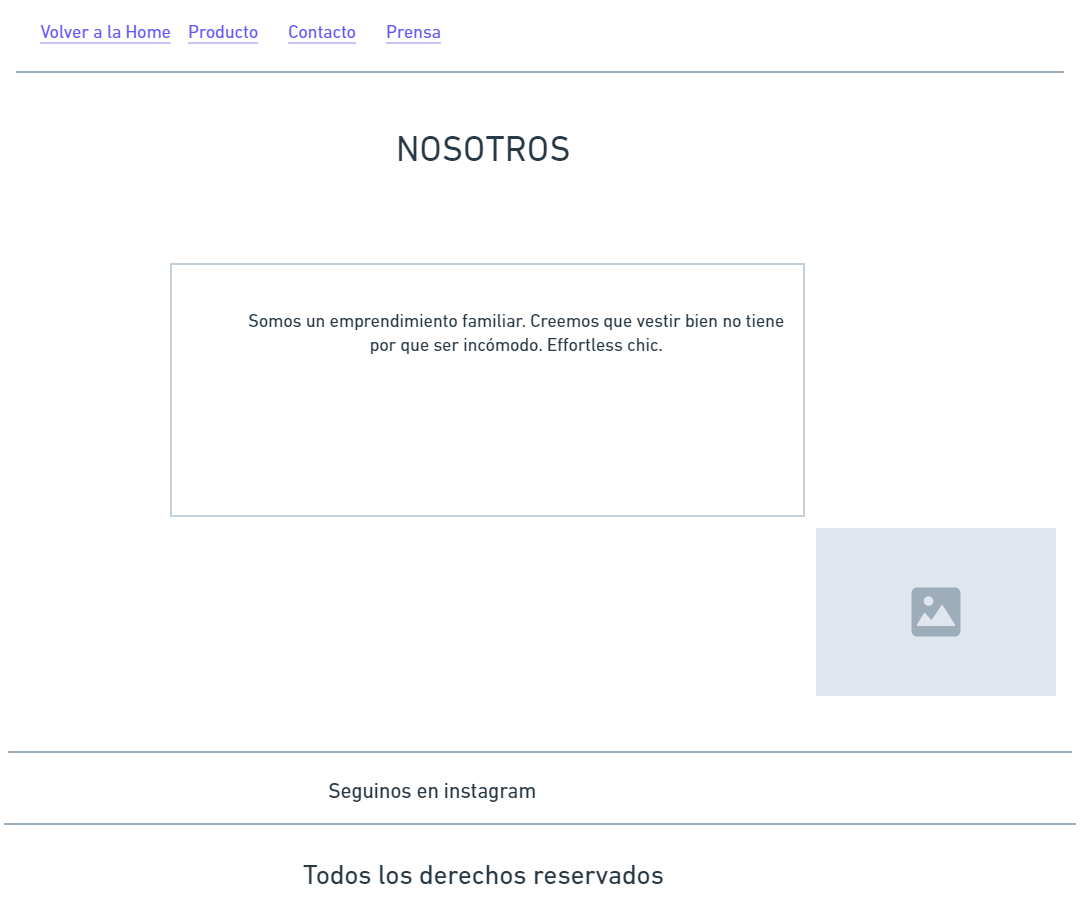 Volver a la Home Producto Contacto Prensa
NOSOTROS
Somos un emprendimiento familiar. Creemos que vestir bien no tiene
por que ser incómodo. Effortless chic.
Seguinos en instagram
Todos los derechos reservados